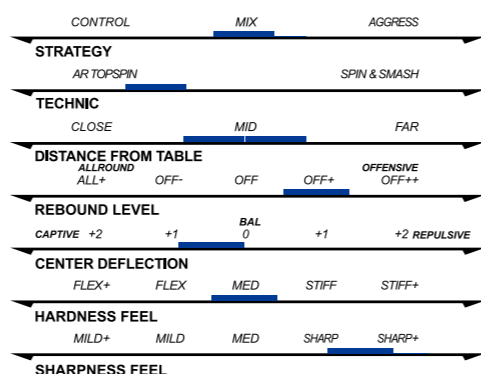 CONTROL MIX AGGRESS
STRATEGY
AR TOPSPIN SPIN & SMASH
TECHNIC
CLOSE MID FAR
DISTANCE FROM TABLE
ALLROUND OFFENSIVE
ALL+ OFF- OFF OFF+ OFF++
REBOUND LEVEL
BAL
CAPTIVE +2 +1 0 +1 +2 REPULSIVE
CENTER DEFLECTION
FLEX+ FLEX MED STIFF STIFF+
HARDNESS FEEL
MILD+ MILD MED SHARP SHARP+
SHARPNESS FEEL